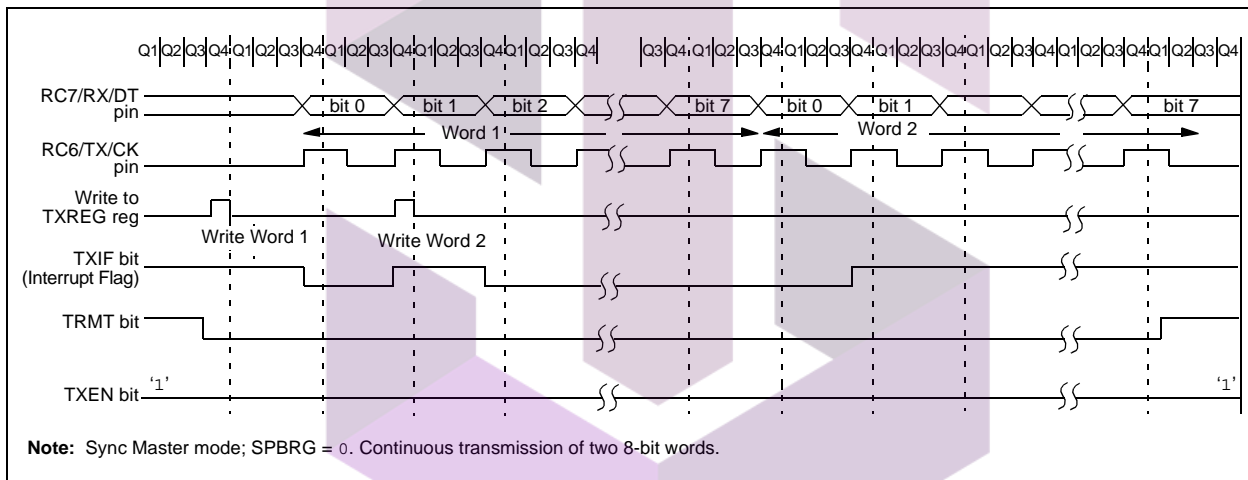 Q1 Q2 Q3 Q4 Q1 Q2 Q3 Q4 Q1 Q2 Q3 Q4 Q1 Q2 Q3 Q4 Q1 Q2 Q3 Q4 Q3 Q4 Q1 Q2 Q3 Q4 Q1 Q2 Q3 Q4 Q1 Q2 Q3 Q4 Q1 Q2 Q3 Q4 Q1 Q2 Q3 Q4 Q1 Q2 Q3 Q4
RC7/RX/DT
pin
bit 0 bit 1 bit 2 bit 7 bit 0 bit 1 bit 7
Word 1 Word 2
RC6/TX/CK
pin
Write to
TXREG reg
Write Word 1 Write Word 2
TXIF bit
(Interrupt Flag)
TRMT bit
TXEN bit ‘1’ ‘1’
Note: Sync Master mode; SPBRG = 0. Continuous transmission of two 8-bit words.